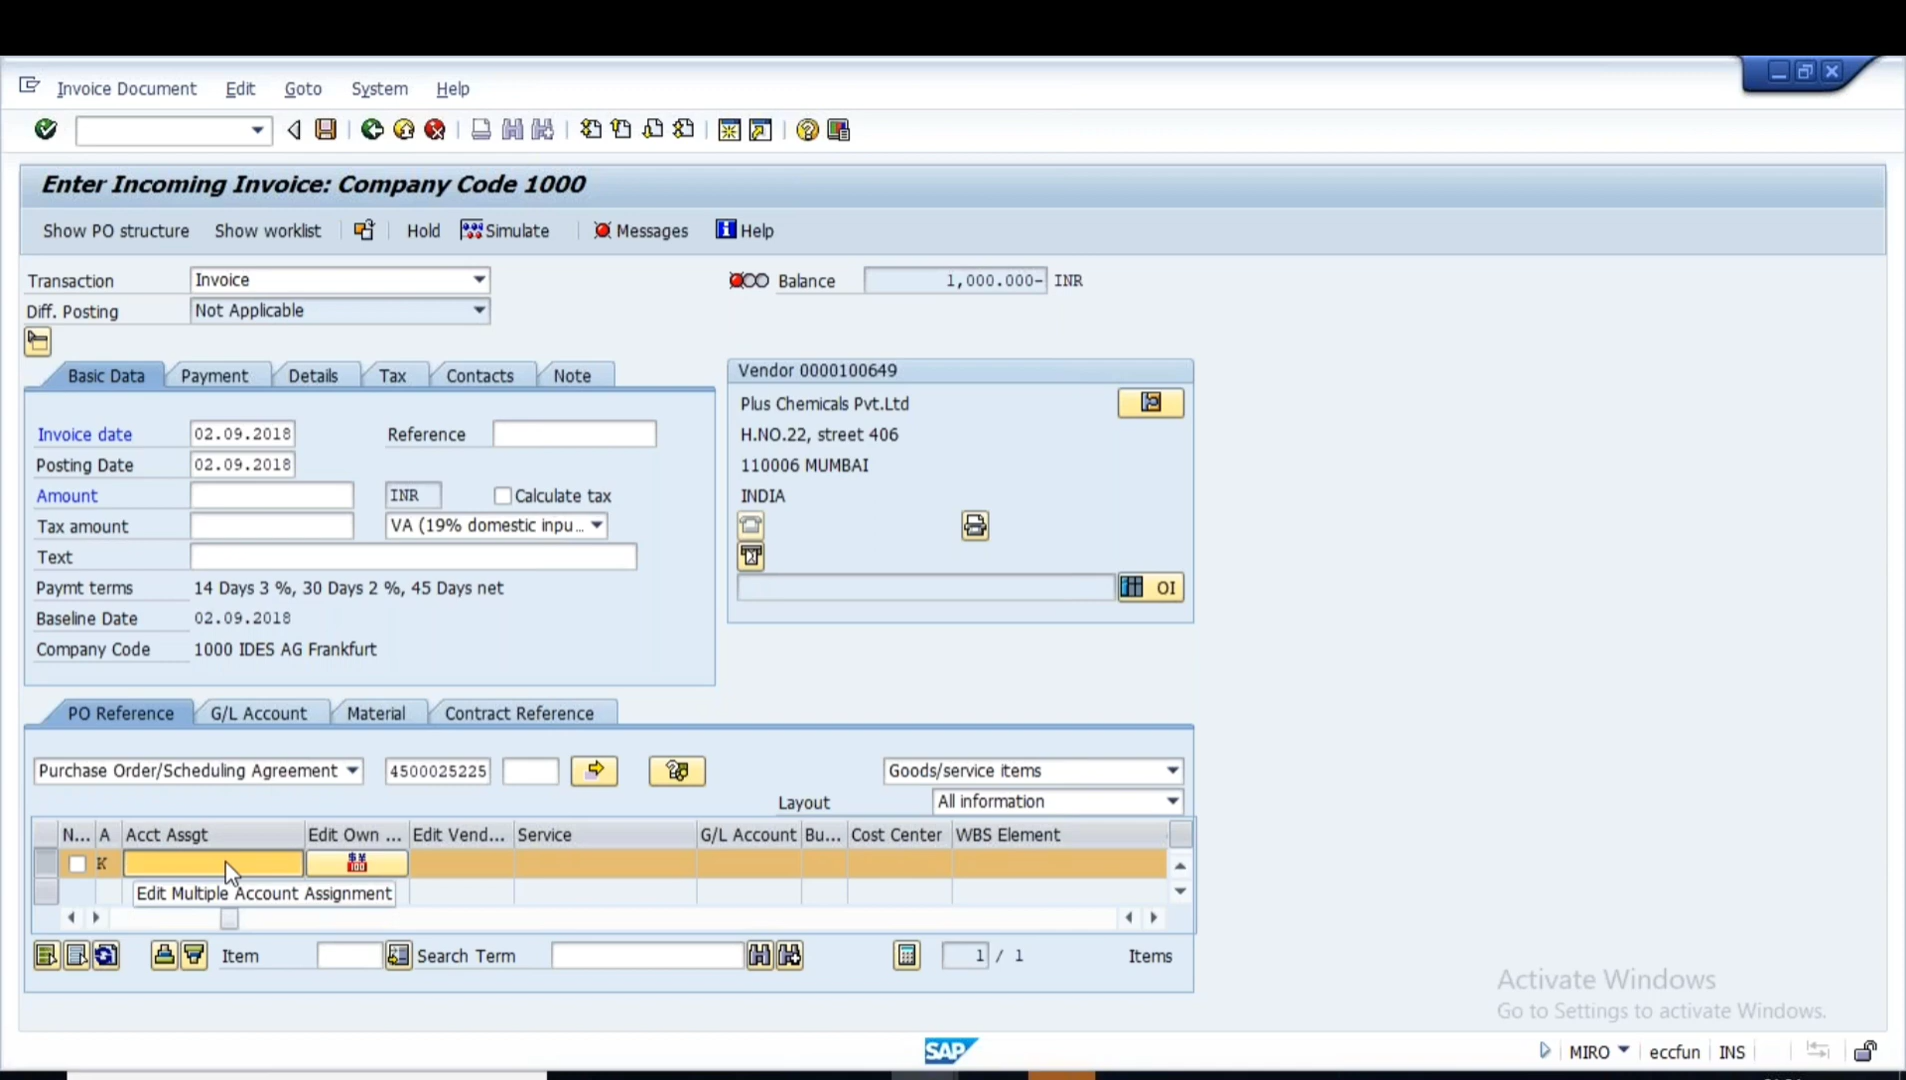 Invoice Document Edit Goto System Help
Enter Incoming Invoice: Company Code 1000
Show PO structure Show worklist Hold Simulate Messages Help
Transaction Invoice Balance 1,000.000- INR
Diff. Posting Not Applicable
Basic Data Payment Details Tax Contacts Note
Vendor 0000100649
Plus Chemicals Pvt.Ltd
Invoice date 02.09.2018 Reference H.NO.22, street 406
Posting Date 02.09.2018 110006 MUMBAI
Amount INR Calculate tax INDIA
Tax amount VA (19% domestic inpu...
Text
Paymt terms 14 Days 3 %, 30 Days 2 %, 45 Days net OI
Baseline Date 02.09.2018
Company Code 1000 IDES AG Frankfurt
PO Reference G/L Account Material Contract Reference
Purchase Order/Scheduling Agreement 4500025225 Goods/service items
Layout All information
N... A Acct Assgt Edit Own ... Edit Vend... Service G/L Account Bu... Cost Center WBS Element
K
Edit Multiple Account Assignment
Item Search Term 1 / 1 Items
Activate Windows
Go to Settings to activate Windows.
SAP MIRO eccfun INS